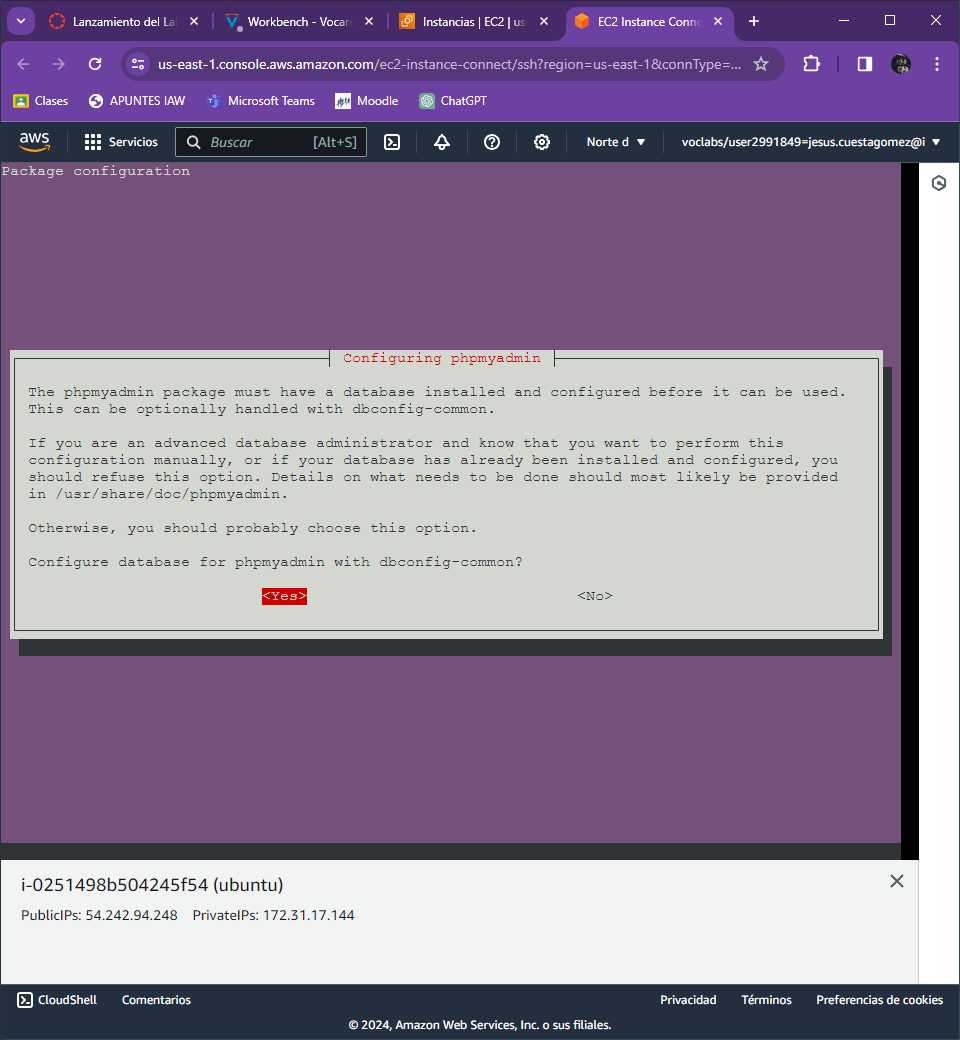 Lanzamiento del La
Workbench - Vocar
Instancias | EC2 | us
EC2 Instance Conn
us-east-1.console.aws.amazon.com/ec2-instance-connect/ssh?region=us-east-1&connType=...
Clases
APUNTES IAW
Microsoft Teams
Moodle
ChatGPT
aws
Servicios
Buscar
[Alt+S]
Norte d
voclabs/user2991849=jesus.cuestagomez@i
Package configuration
Configuring phpmyadmin
The phpmyadmin package must have a database installed and configured before it can be used.
This can be optionally handled with dbconfig-common.
If you are an advanced database administrator and know that you want to perform this
configuration manually, or if your database has already been installed and configured, you
should refuse this option. Details on what needs to be done should most likely be provided
in /usr/share/doc/phpmyadmin.
Otherwise, you should probably choose this option.
Configure database for phpmyadmin with dbconfig-common?
<Yes>
<No>
i-0251498b504245f54 (ubuntu)
PublicIPs: 54.242.94.248 PrivateIPs: 172.31.17.144
CloudShell
Comentarios
Privacidad
Términos
Preferencias de cookies
© 2024, Amazon Web Services, Inc. o sus filiales.